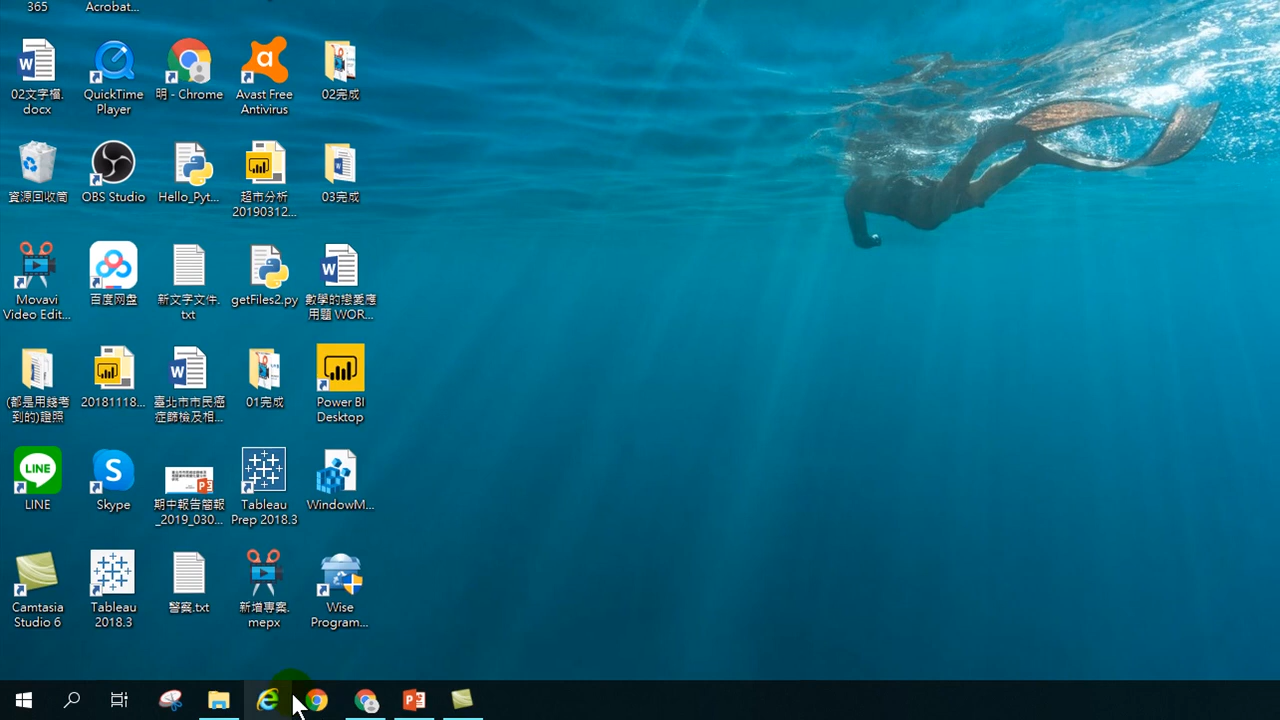 365
Acrobat...
02文字檔.
docx
QuickTime
Player
明 - Chrome
Avast Free
Antivirus
02完成
資源回收筒
OBS Studio
Hello_Pyt...
超市分析
20190312...
03完成
Movavi
Video Edit...
百度网盘
新文字文件.
txt
getFiles2.py
數學的戀愛應
用題 WOR...
(都是用錢考
到的)證照
20181118...
臺北市市民癌
症篩檢及相...
01完成
Power BI
Desktop
LINE
LINE
Skype
期中報告簡報
_2019_030...
Tableau
Prep 2018.3
WindowM...
Camtasia
Studio 6
Tableau
2018.3
警案.txt
新增專案.
mepx
Wise
Program...